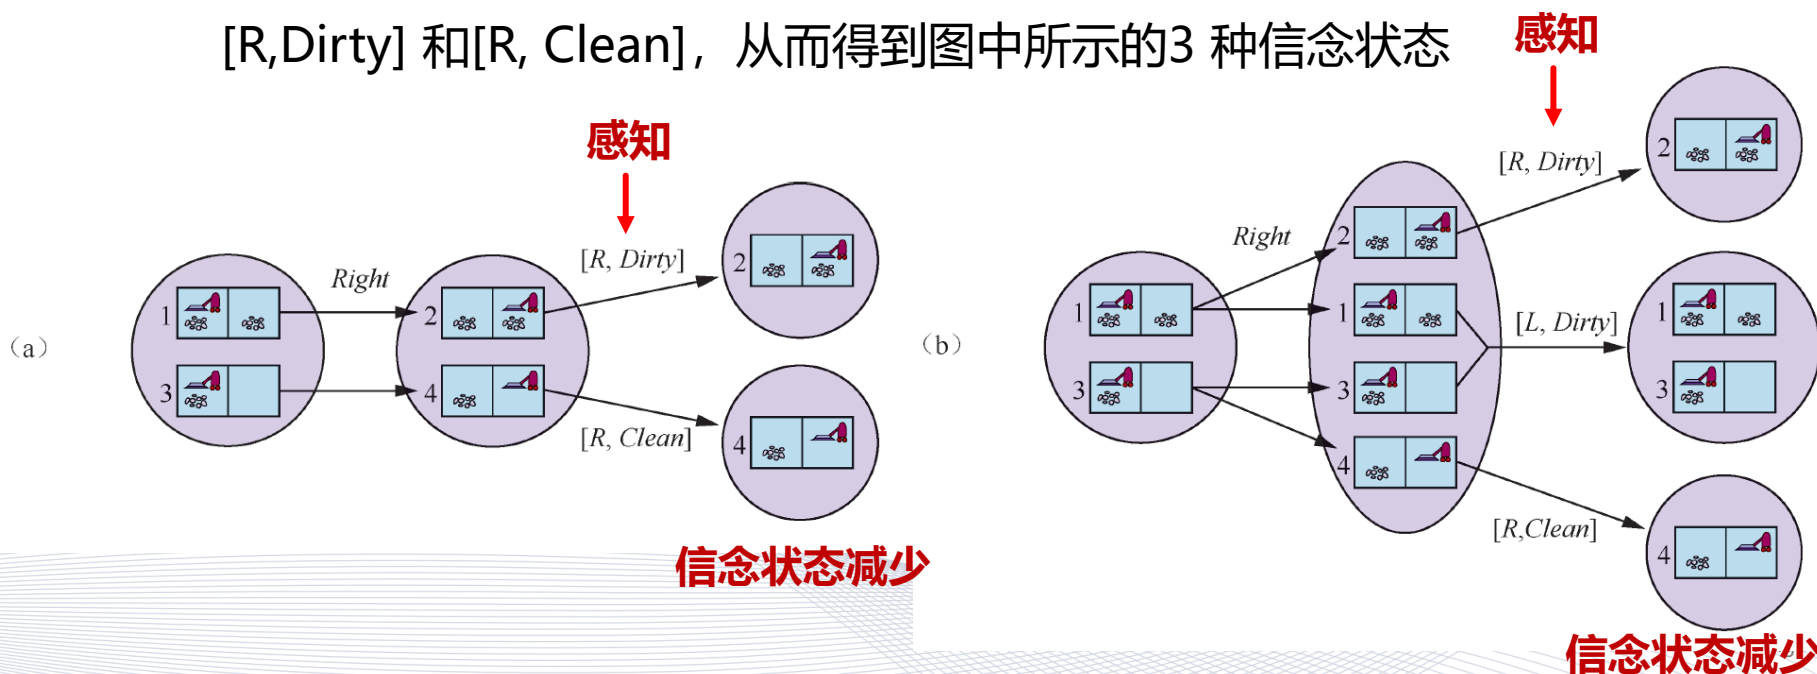 [R,Dirty] 和[R, Clean]，从而得到图中所示的3 种信念状态
感知
感知
(a)
1
3
Right
2
4
[R, Dirty]
[R, Clean]
2
4
信念状态减少
(b)
1
3
Right
2
1
3
4
[R, Dirty]
[L, Dirty]
[R,Clean]
2
1
3
4
信念状态减少